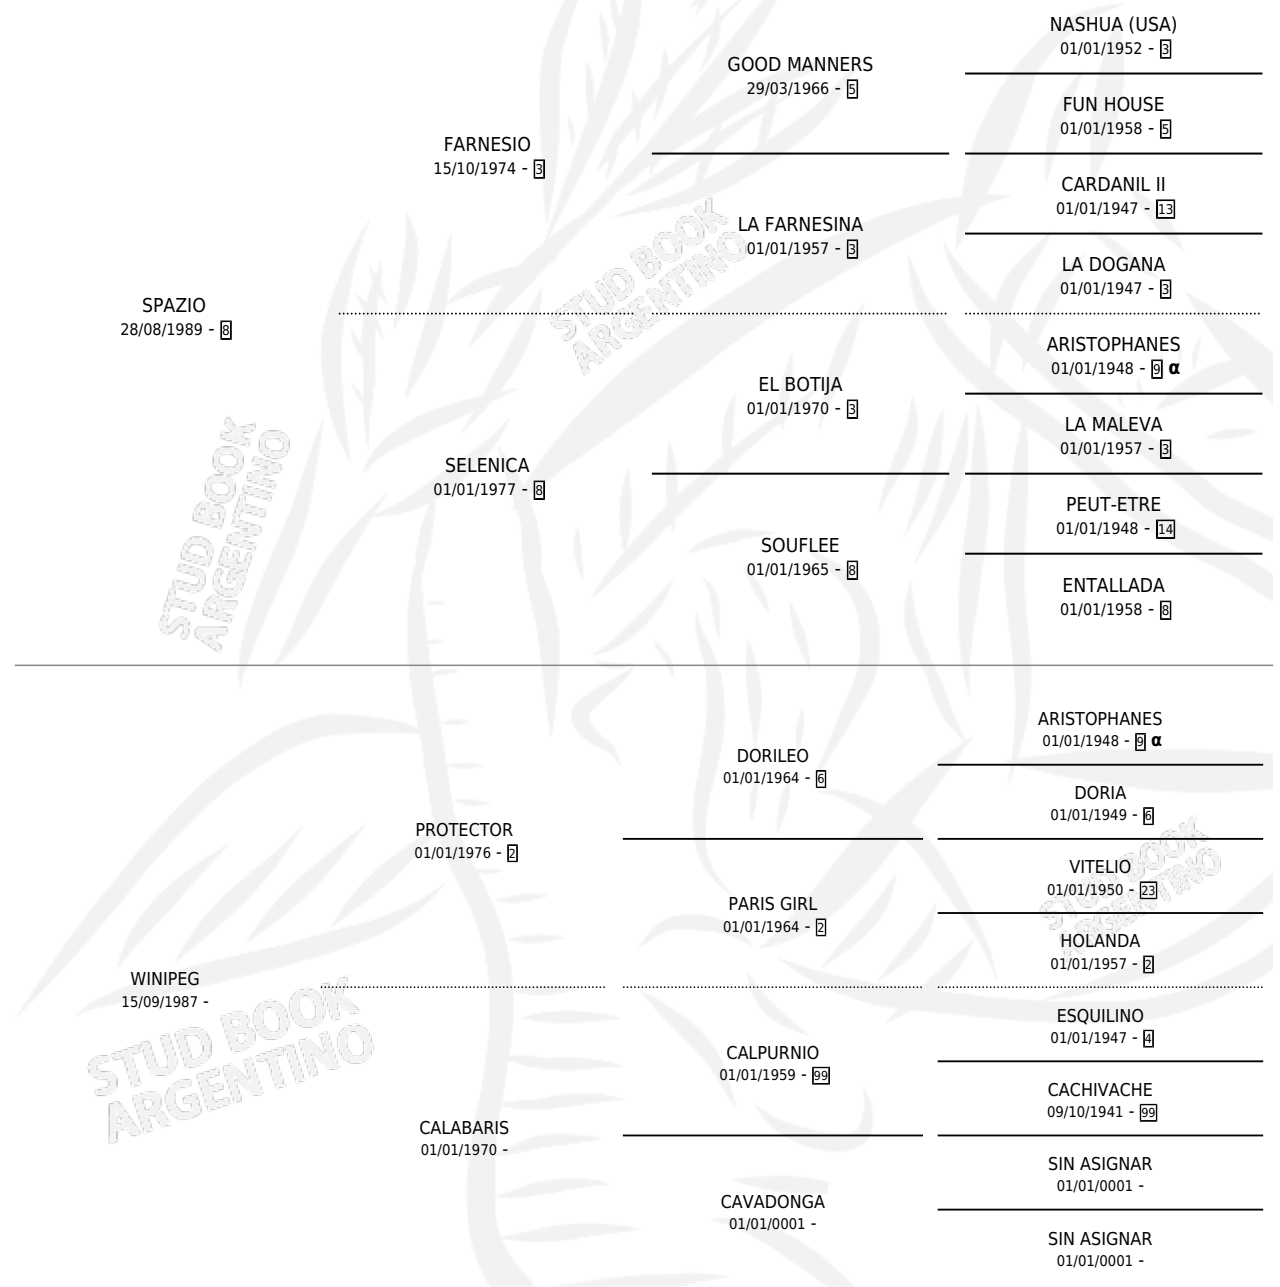 NASHUA (USA)
01/01/1952 - 3
GOOD MANNERS
29/03/1966 - 5
FUN HOUSE
01/01/1958 - 5
FARNESIO
15/10/1974 - 3
CARDANIL II
01/01/1947 - 13
LA FARNESINA
01/01/1957 - 3
LA DOGANA
01/01/1947 - 3
SPAZIO
28/08/1989 - 8
ARISTOPHANES
01/01/1948 - 9 α
EL BOTIJA
01/01/1970 - 3
LA MALEVA
01/01/1957 - 3
SELENICA
01/01/1977 - 8
PEUT-ETRE
01/01/1948 - 14
SOUFLEE
01/01/1965 - 8
ENTALLADA
01/01/1958 - 8
ARISTOPHANES
01/01/1948 - 9 α
DORILEO
01/01/1964 - 6
DORIA
01/01/1949 - 6
PROTECTOR
01/01/1976 - 2
VITELIO
01/01/1950 - 23
PARIS GIRL
01/01/1964 - 2
HOLANDA
01/01/1957 - 2
WINIPEG
15/09/1987 -
ESQUILINO
01/01/1947 - 4
CALPURNIO
01/01/1959 - 99
CACHIVACHE
09/10/1941 - 99
CALABARIS
01/01/1970 -
SIN ASIGNAR
01/01/0001 -
CAVADONGA
01/01/0001 -
SIN ASIGNAR
01/01/0001 -
STUD BOOK
ARGENTINO
STUD BOOK
ARGENTINO
STUD BOOK
ARGENTINO
STUD BOOK
ARGENTINO